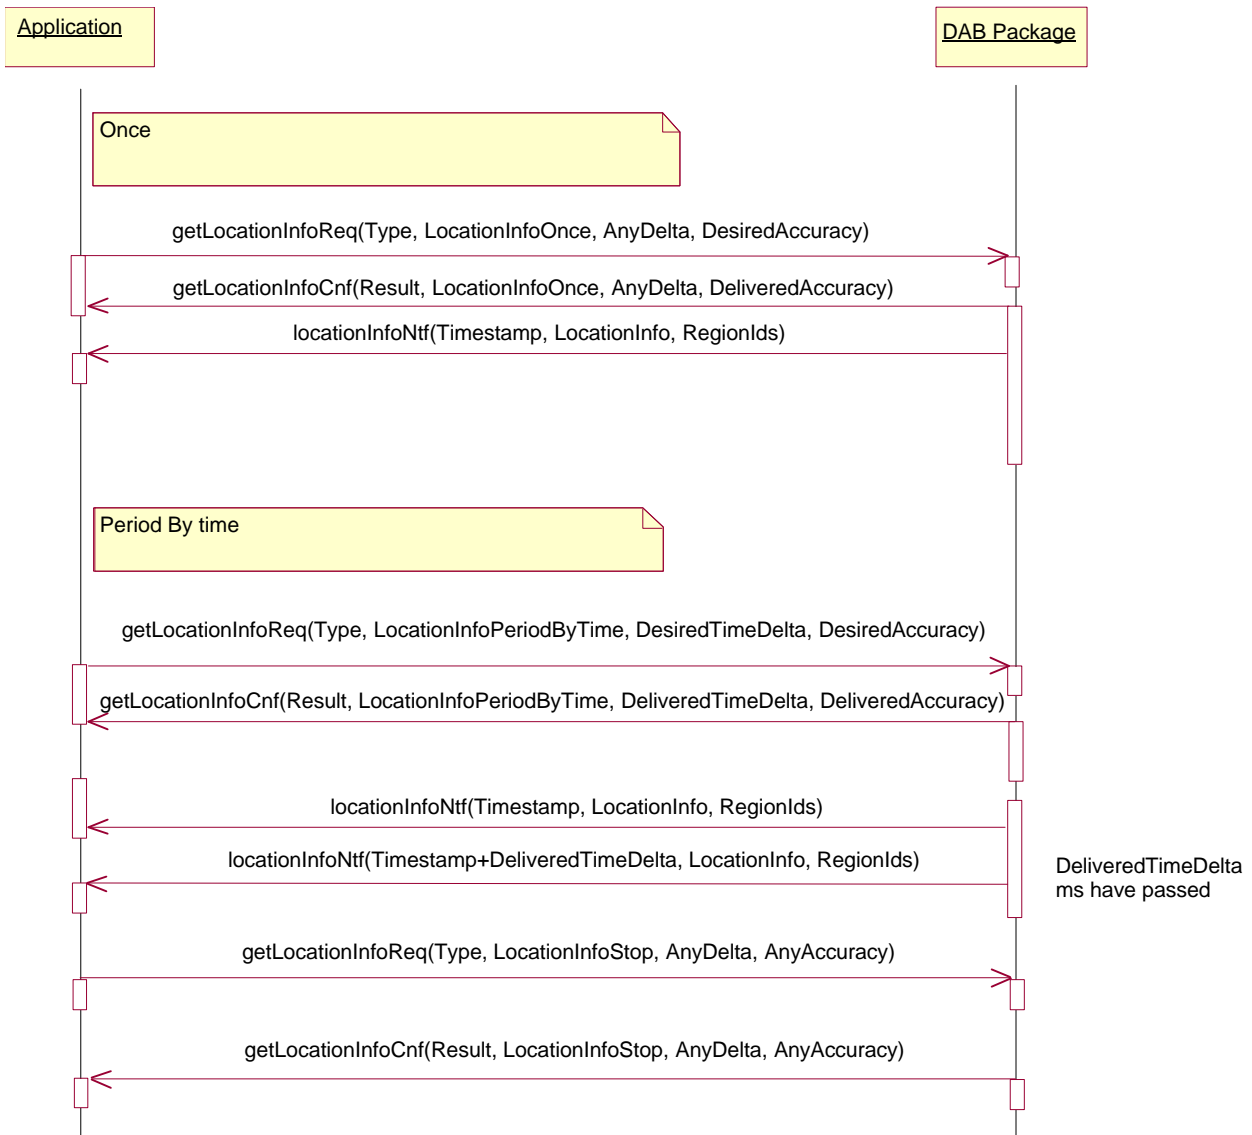 Application
DAB Package
Once
getLocationInfoReq(Type, LocationInfoOnce, AnyDelta, DesiredAccuracy)
getLocationInfoCnf(Result, LocationInfoOnce, AnyDelta, DeliveredAccuracy)
locationInfoNtf(Timestamp, LocationInfo, RegionIds)
Period By time
getLocationInfoReq(Type, LocationInfoPeriodByTime, DesiredTimeDelta, DesiredAccuracy)
getLocationInfoCnf(Result, LocationInfoPeriodByTime, DeliveredTimeDelta, DeliveredAccuracy)
locationInfoNtf(Timestamp, LocationInfo, RegionIds)
locationInfoNtf(Timestamp+DeliveredTimeDelta, LocationInfo, RegionIds)
DeliveredTimeDelta
ms have passed
getLocationInfoReq(Type, LocationInfoStop, AnyDelta, AnyAccuracy)
getLocationInfoCnf(Result, LocationInfoStop, AnyDelta, AnyAccuracy)